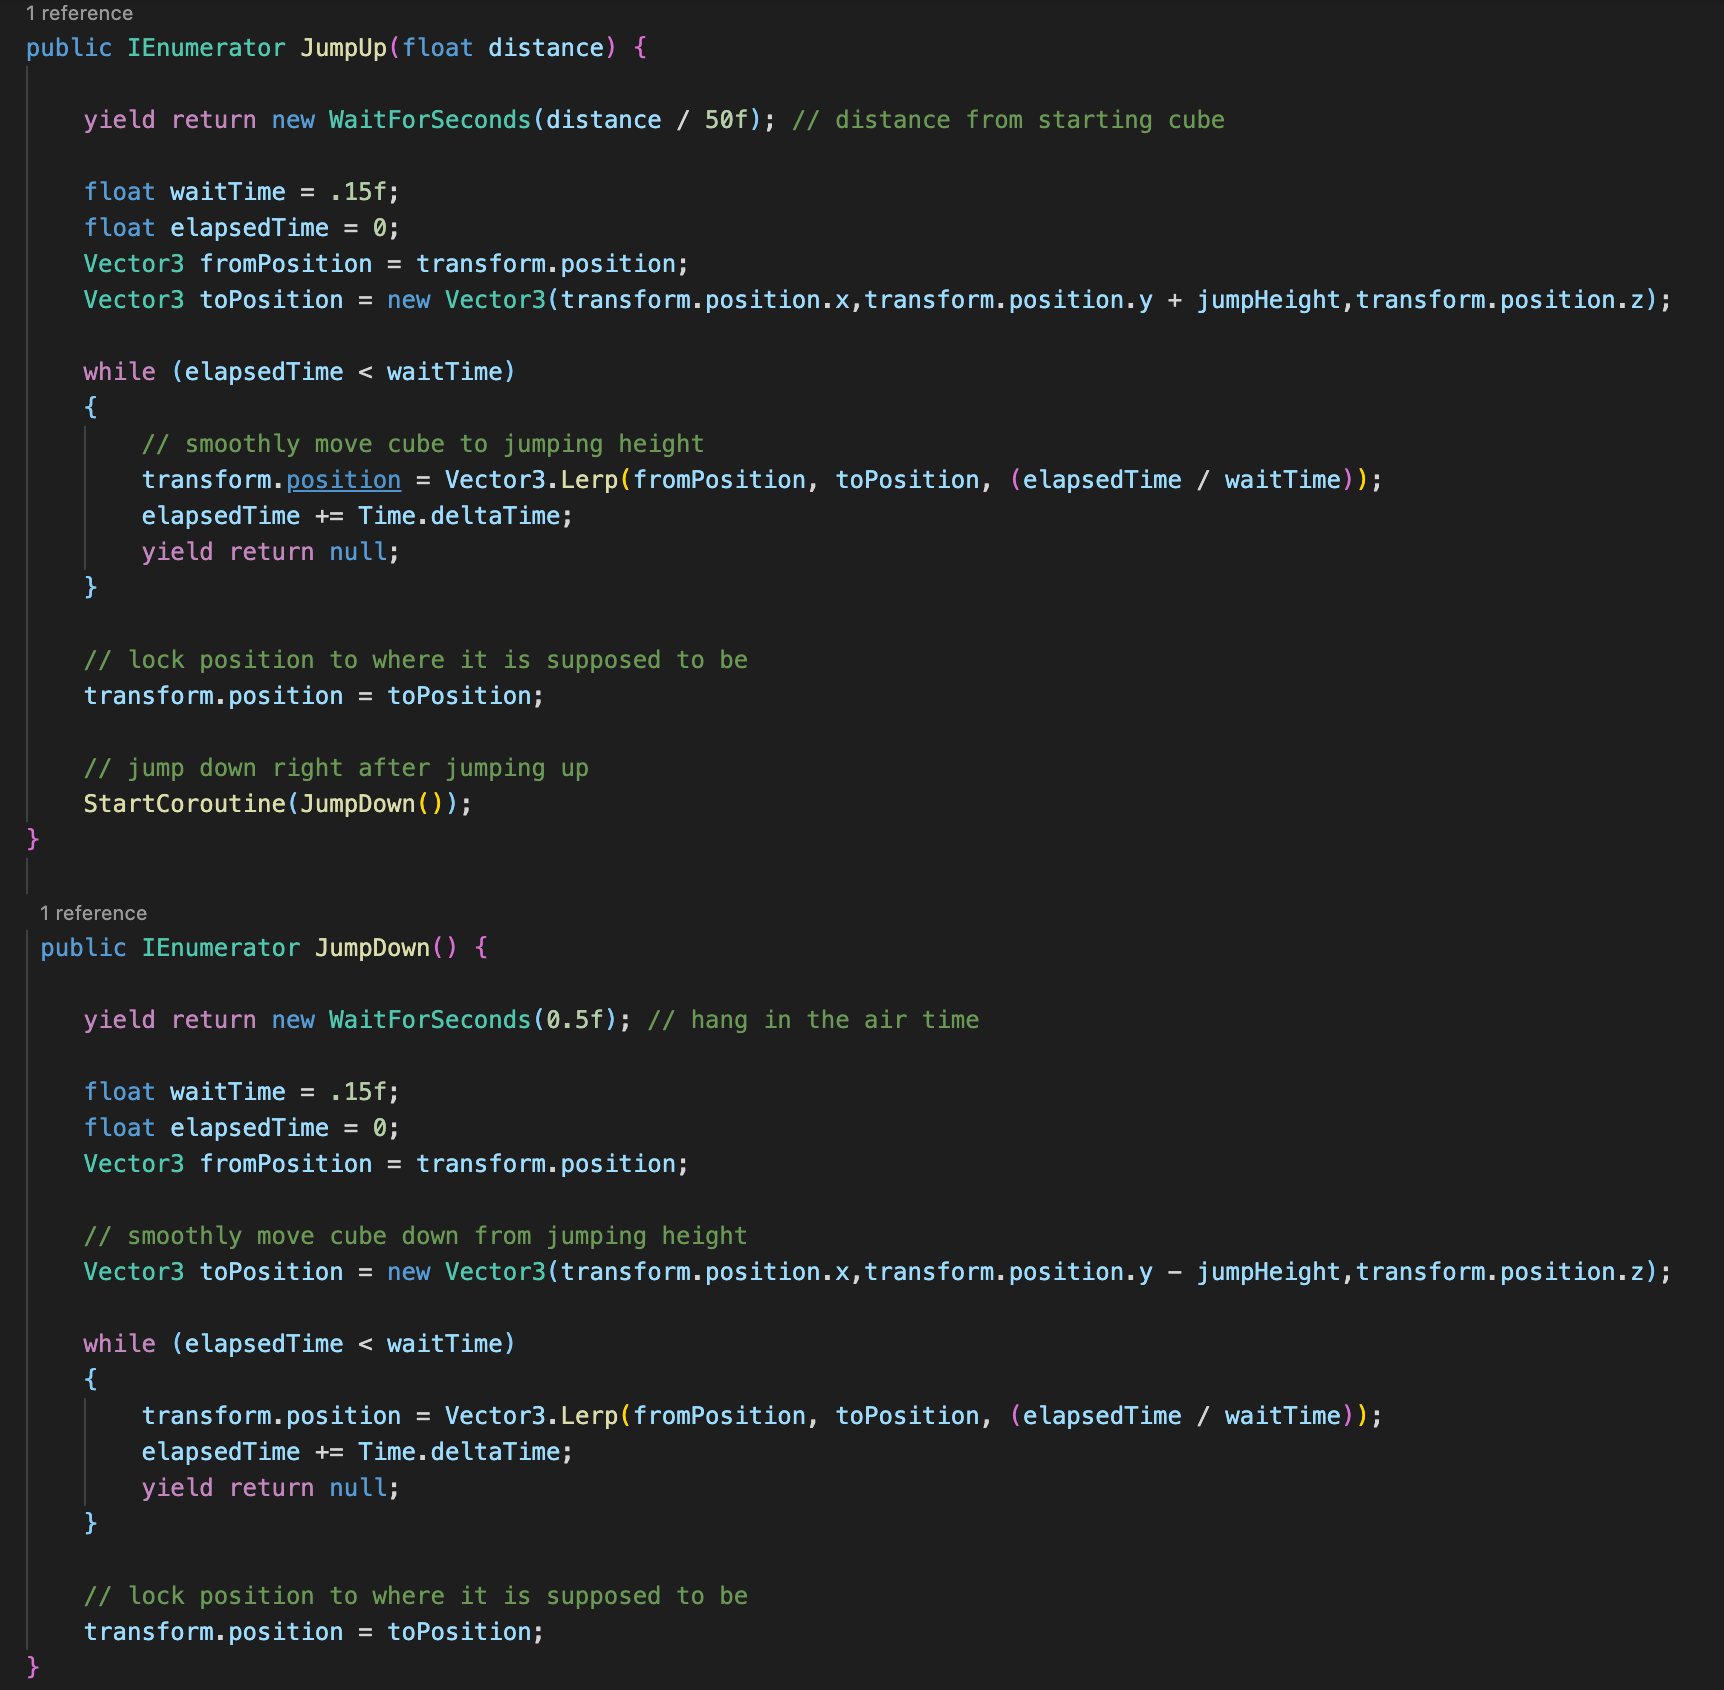 1 reference
public IEnumerator JumpUp(float distance) {
yield return new WaitForSeconds(distance / 50f); // distance from starting cube
float waitTime = .15f;
float elapsedTime = 0;
Vector3 fromPosition = transform.position;
Vector3 toPosition = new Vector3(transform.position.x,transform.position.y + jumpHeight,transform.position.z);
while (elapsedTime < waitTime)
{
// smoothly move cube to jumping height
transform.position = Vector3.Lerp(fromPosition, toPosition, (elapsedTime / waitTime));
elapsedTime += Time.deltaTime;
yield return null;
}
// lock position to where it is supposed to be
transform.position = toPosition;
// jump down right after jumping up
StartCoroutine(JumpDown());
}
1 reference
public IEnumerator JumpDown() {
yield return new WaitForSeconds(0.5f); // hang in the air time
float waitTime = .15f;
float elapsedTime = 0;
Vector3 fromPosition = transform.position;
// smoothly move cube down from jumping height
Vector3 toPosition = new Vector3(transform.position.x,transform.position.y - jumpHeight,transform.position.z);
while (elapsedTime < waitTime)
{
transform.position = Vector3.Lerp(fromPosition, toPosition, (elapsedTime / waitTime));
elapsedTime += Time.deltaTime;
yield return null;
}
// lock position to where it is supposed to be
transform.position = toPosition;
}